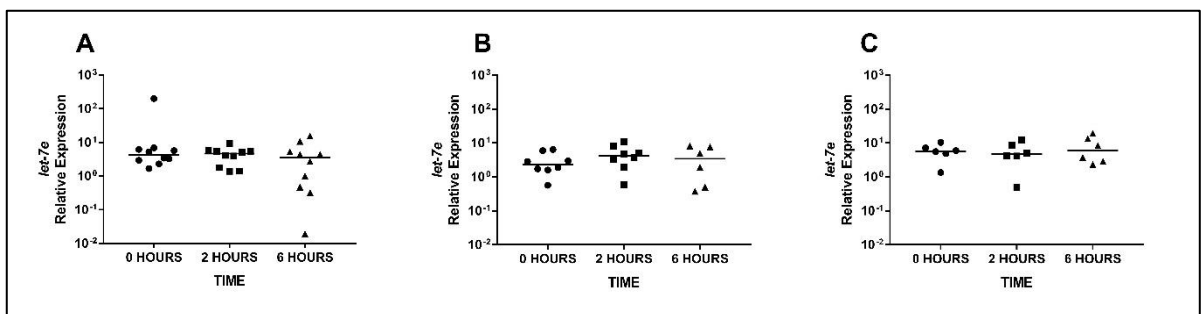 A
let-7e
Relative Expression
10³
10²
10¹
10⁰
10⁻¹
10⁻²
0 HOURS 2 HOURS 6 HOURS
TIME
B
let-7e
Relative Expression
10³
10²
10¹
10⁰
10⁻¹
10⁻²
0 HOURS 2 HOURS 6 HOURS
TIME
C
let-7e
Relative Expression
10³
10²
10¹
10⁰
10⁻¹
10⁻²
0 HOURS 2 HOURS 6 HOURS
TIME